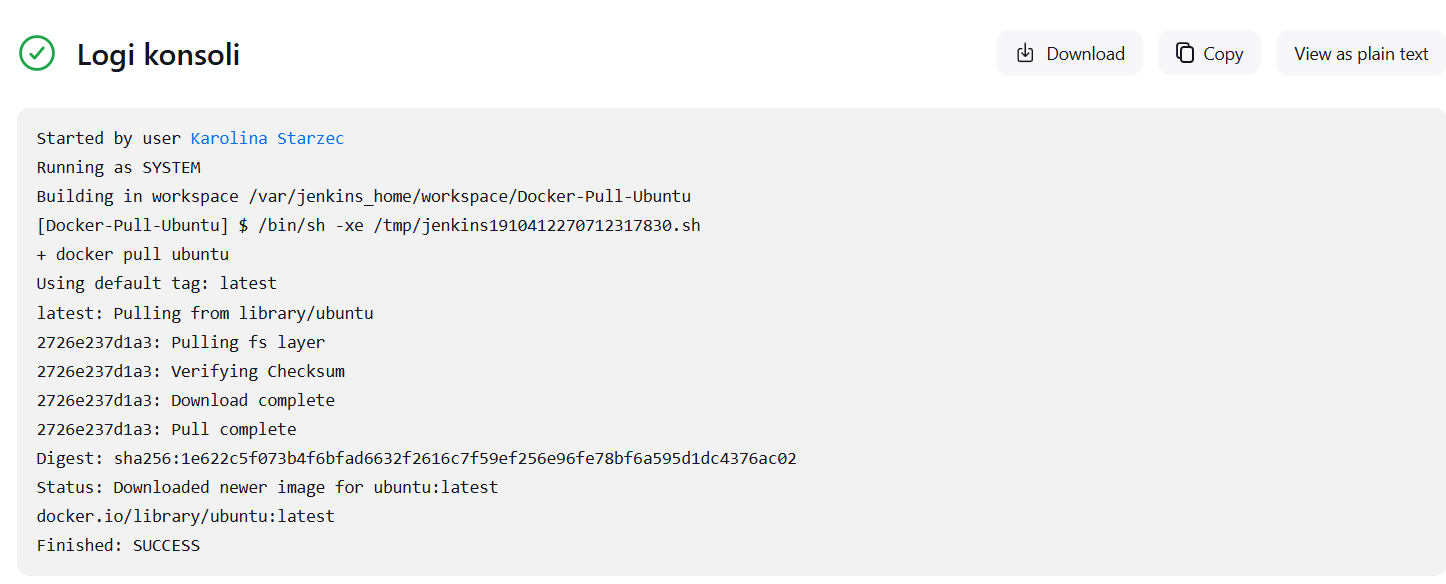 Logi konsoli
Download
Copy
View as plain text
Started by user Karolina Starzec
Running as SYSTEM
Building in workspace /var/jenkins_home/workspace/Docker-Pull-Ubuntu
[Docker-Pull-Ubuntu] $ /bin/sh -xe /tmp/jenkins1910412270712317830.sh
+ docker pull ubuntu
Using default tag: latest
latest: Pulling from library/ubuntu
2726e237d1a3: Pulling fs layer
2726e237d1a3: Verifying Checksum
2726e237d1a3: Download complete
2726e237d1a3: Pull complete
Digest: sha256:1e622c5f073b4f6bfad6632f2616c7f59ef256e96fe78bf6a595d1dc4376ac02
Status: Downloaded newer image for ubuntu:latest
docker.io/library/ubuntu:latest
Finished: SUCCESS